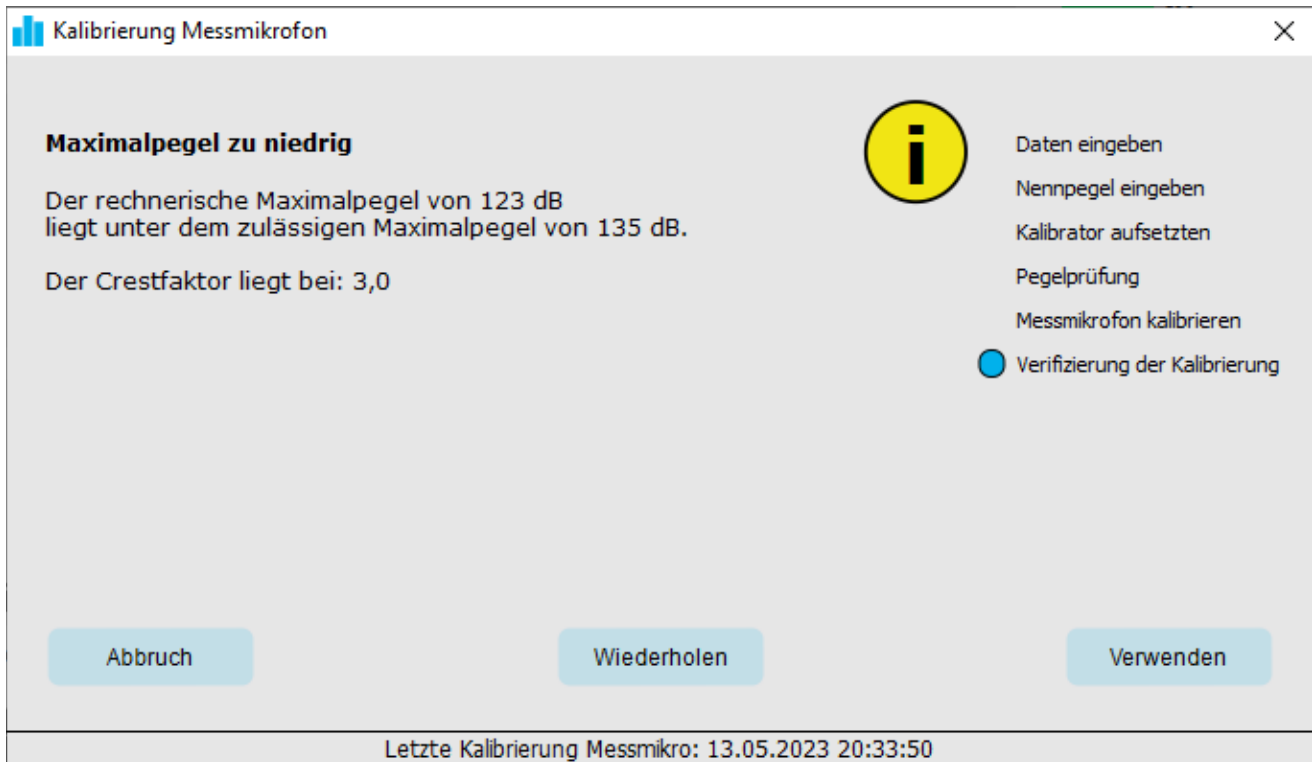 Kalibrierung Messmikrofon
Maximalpegel zu niedrig
Der rechnerische Maximalpegel von 123 dB
liegt unter dem zulässigen Maximalpegel von 135 dB.
Der Crestfaktor liegt bei: 3,0
i
Daten eingeben
Nennpegel eingeben
Kalibrator aufsetzten
Pegelprüfung
Messmikrofon kalibrieren
Verifizierung der Kalibrierung
Abbruch
Wiederholen
Verwenden
Letzte Kalibrierung Messmikro: 13.05.2023 20:33:50